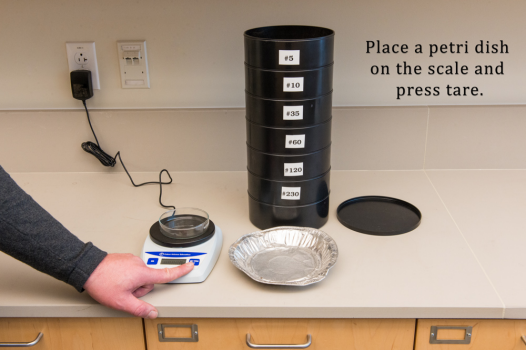 Place a petri dish
on the scale and
press tare.
#5
#10
#35
#60
#120
#230